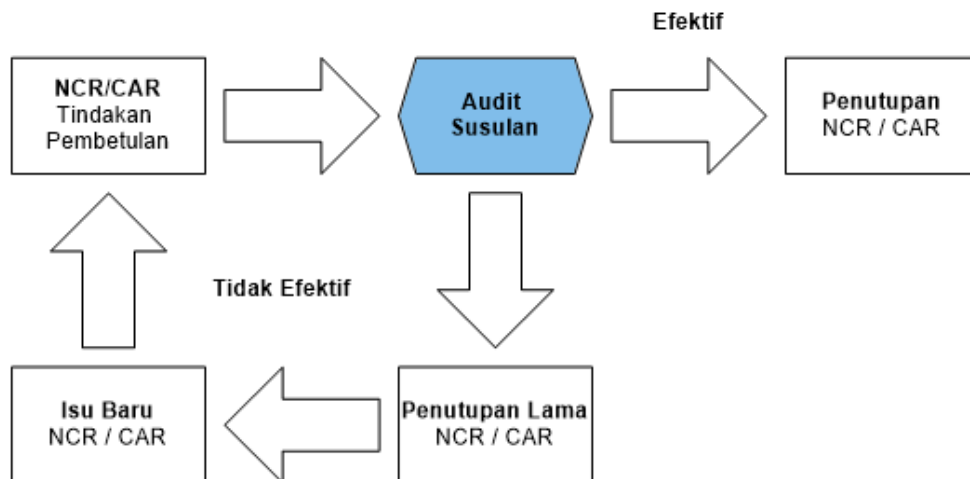 Efektif
NCR/CAR
Tindakan
Pembetulan
Audit
Susulan
Penutupan
NCR / CAR
Tidak Efektif
Isu Baru
NCR / CAR
Penutupan Lama
NCR / CAR